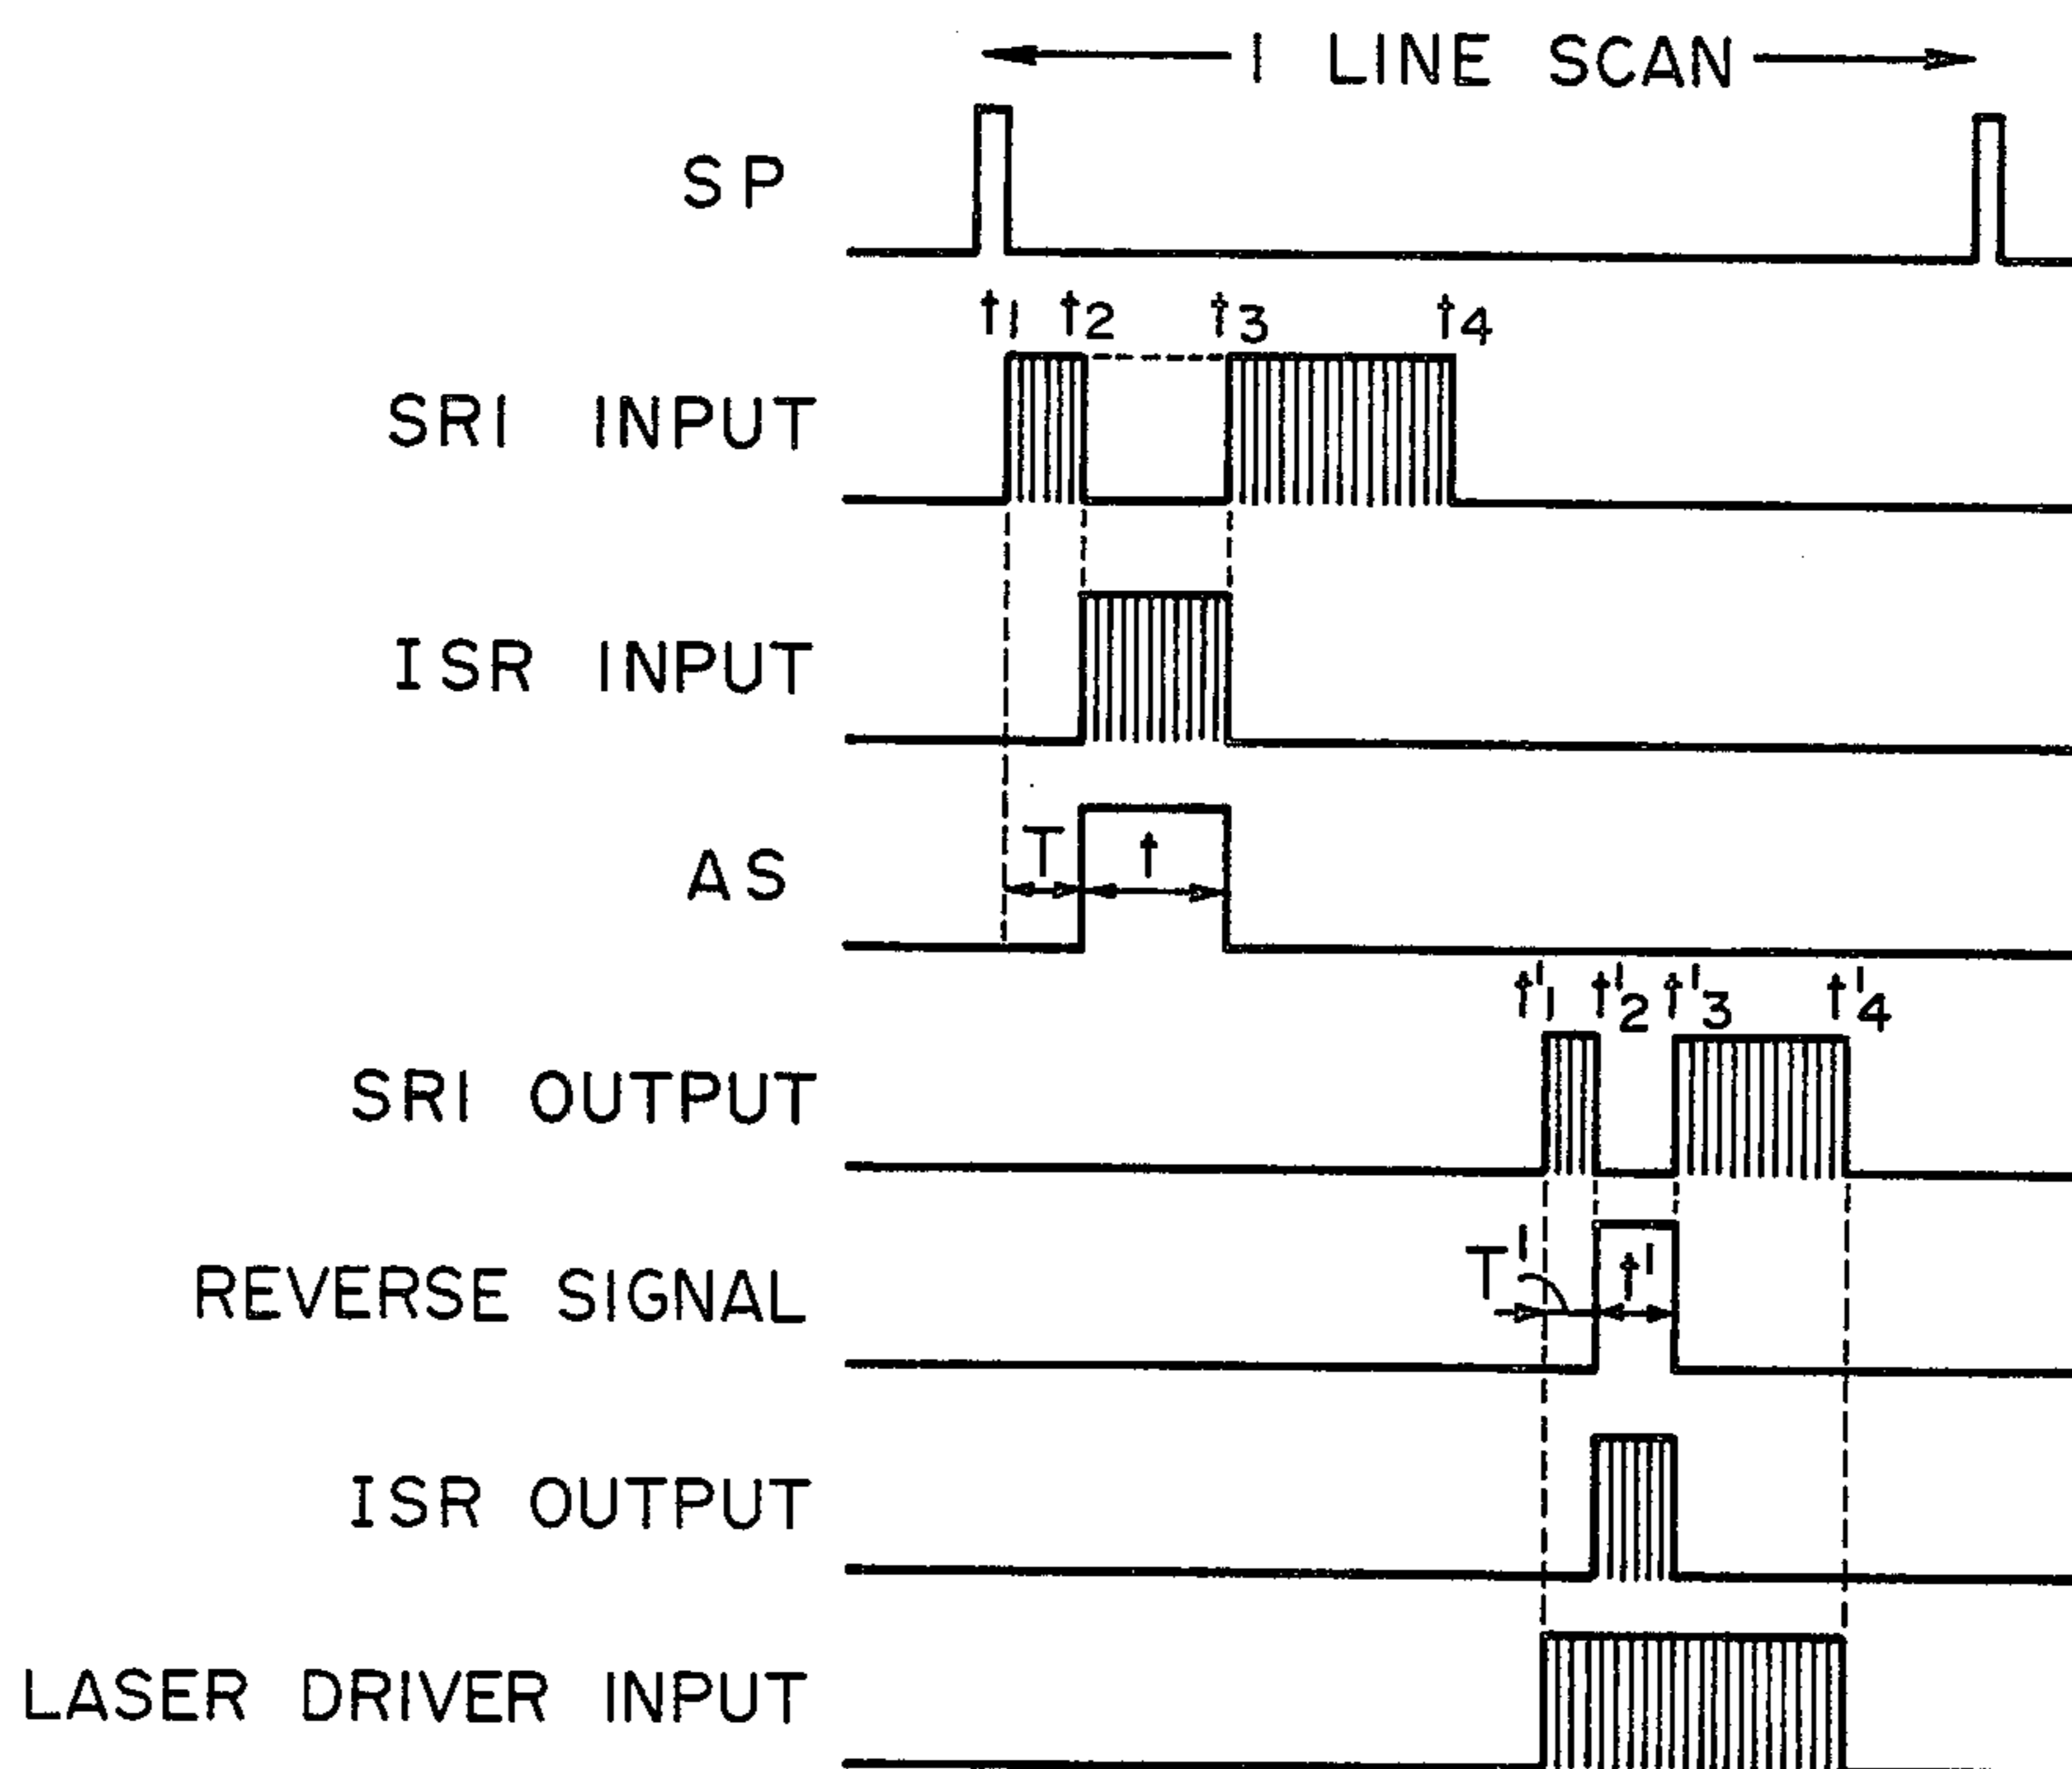 1 LINE SCAN
SP
t1 t2 t3 t4
SRI INPUT
ISR INPUT
AS
T t
t'1 t'2 t'3 t'4
SRI OUTPUT
REVERSE SIGNAL
T' t'
ISR OUTPUT
LASER DRIVER INPUT